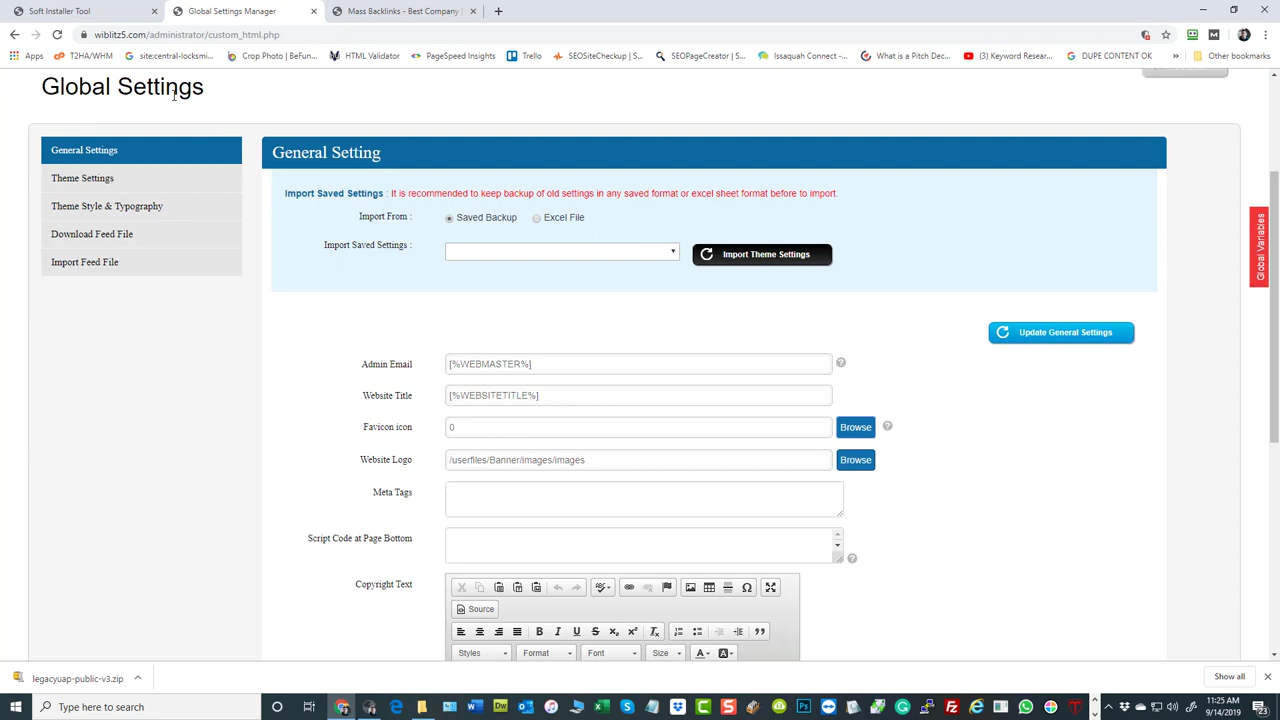 Soft Installer Tool
Global Settings Manager
Mass Backlinks - Best Company
wiblitz5.com/administrator/custom_html.php
Apps
T2HA/WHM
site:central-locksmi...
Crop Photo | BeFun...
HTML Validator
PageSpeed Insights
Trello
SEOSiteCheckup | S...
SEOPageCreator | S...
Issaquah Connect -...
What is a Pitch Dec...
(3) Keyword Resear...
DUPE CONTENT OK
»
Other bookmarks
Global Settings
General Settings
Theme Settings
Theme Style & Typography
Download Feed File
Import Feed File
General Setting
Import Saved Settings : It is recommended to keep backup of old settings in any saved format or excel sheet format before to import.
Import From : Saved Backup Excel File
Import Saved Settings : Import Theme Settings
Global Variables
Update General Settings
Admin Email [%WEBMASTER%]
Website Title [%WEBSITETITLE%]
Favicon icon 0 Browse
Website Logo /userfiles/Banner/images/images Browse
Meta Tags
Script Code at Page Bottom
Copyright Text
Source
Styles Format Font Size
legacyuap-public-v3.zip
Show all
Type here to search
11:25 AM
9/14/2019
23